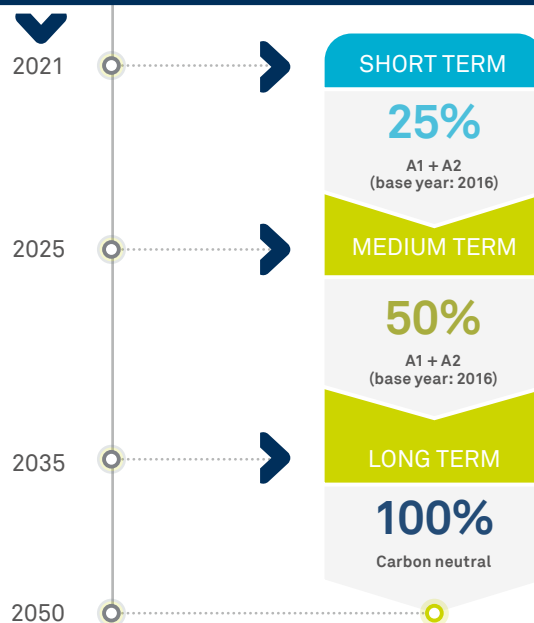 2021
SHORT TERM
25%
A1 + A2
(base year: 2016)
2025
MEDIUM TERM
50%
A1 + A2
(base year: 2016)
2035
LONG TERM
100%
Carbon neutral
2050